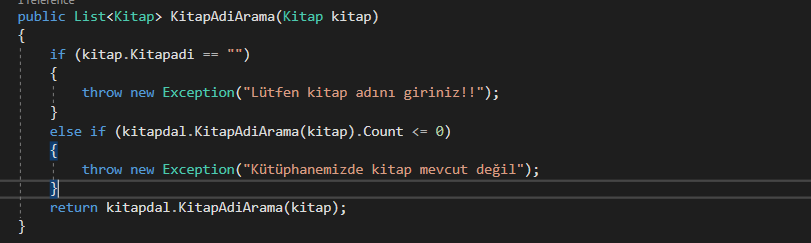 1 reference
public List<Kitap> KitapAdiArama(Kitap kitap)
{
if (kitap.Kitapadi == "")
{
throw new Exception("Lütfen kitap adını giriniz!!");
}
else if (kitapdal.KitapAdiArama(kitap).Count <= 0)
{
throw new Exception("Kütüphanemizde kitap mevcut değil");
}
return kitapdal.KitapAdiArama(kitap);
}